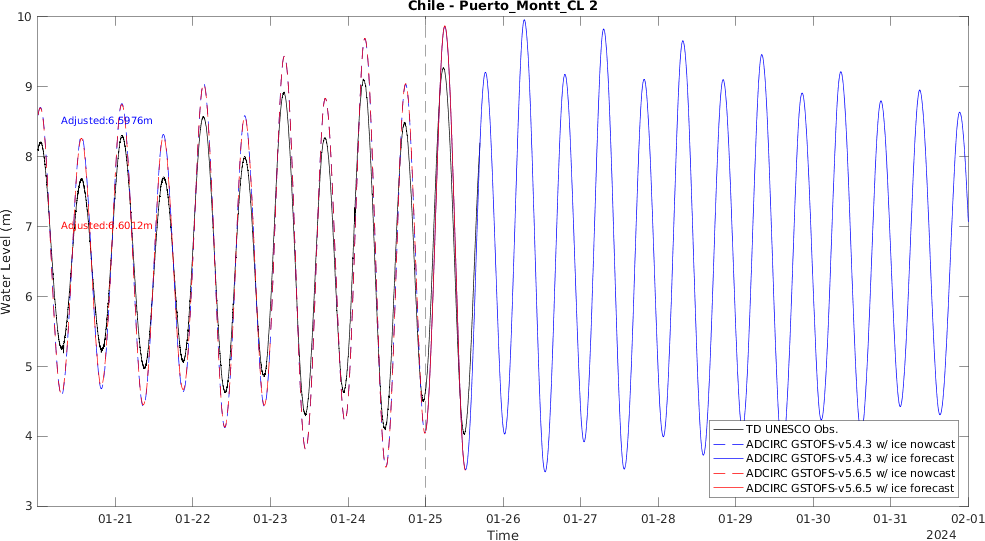 Chile - Puerto_Montt_CL 2
10
9
8
7
6
5
4
3
Water Level (m)
Adjusted:6.5976m
Adjusted:6.6012m
TD UNESCO Obs.
ADCIRC GSTOFS-v5.4.3 w/ ice nowcast
ADCIRC GSTOFS-v5.4.3 w/ ice forecast
ADCIRC GSTOFS-v5.6.5 w/ ice nowcast
ADCIRC GSTOFS-v5.6.5 w/ ice forecast
01-21 01-22 01-23 01-24 01-25 01-26 01-27 01-28 01-29 01-30 01-31 02-01
Time
2024